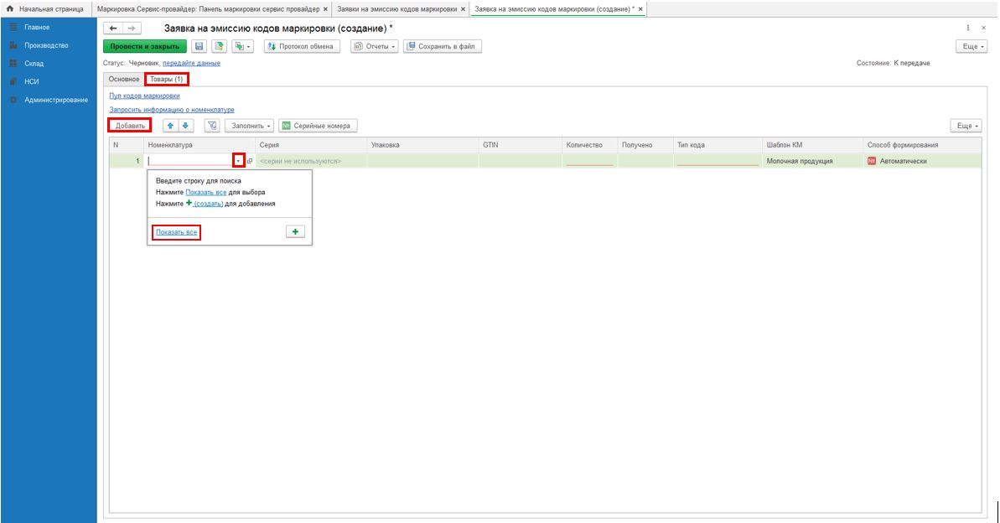 Начальная страница
Маркировка.Сервис-провайдер: Панель маркировки сервис провайдер ×
Заявки на эмиссию кодов маркировки ×
Заявка на эмиссию кодов маркировки (создание) * ×
Главное
Производство
Склад
НСИ
Администрирование
Заявка на эмиссию кодов маркировки (создание) *
Провести и закрыть
Протокол обмена
Отчеты
Сохранить в файл
Еще
Статус: Черновик, передайте данные
Состояние: К передаче
Основное
Товары (1)
Пул кодов маркировки
Запросить информацию о номенклатуре
Добавить
Заполнить
№ Серийные номера
Еще
N Номенклатура Серия Упаковка GTIN Количество Получено Тип кода Шаблон КМ Способ формирования
1 <серии не используются> Молочная продукция № Автоматически
Введите строку для поиска
Нажмите Показать все для выбора
Нажмите + (создать) для добавления
Показать все